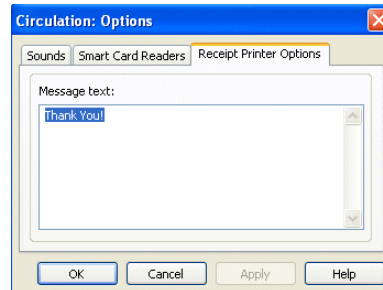 Circulation: Options
Sounds Smart Card Readers Receipt Printer Options
Message text:
Thank You!
OK Cancel Apply Help